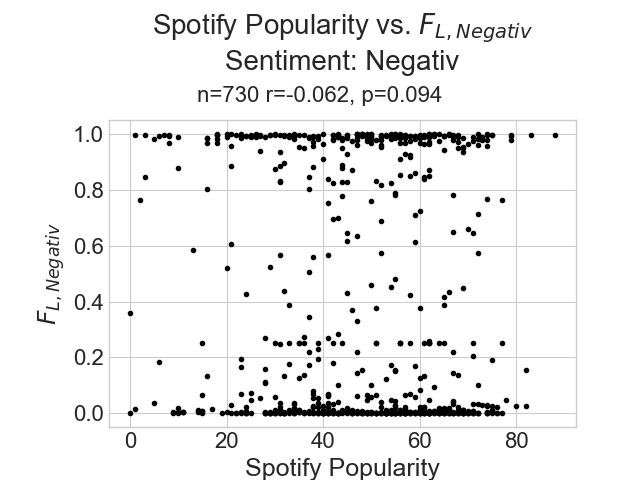 Spotify Popularity vs. F_{L,Negativ}
Sentiment: Negativ
n=730 r=-0.062, p=0.094
F_{L,Negativ}
1.0
0.8
0.6
0.4
0.2
0.0
0 20 40 60 80
Spotify Popularity